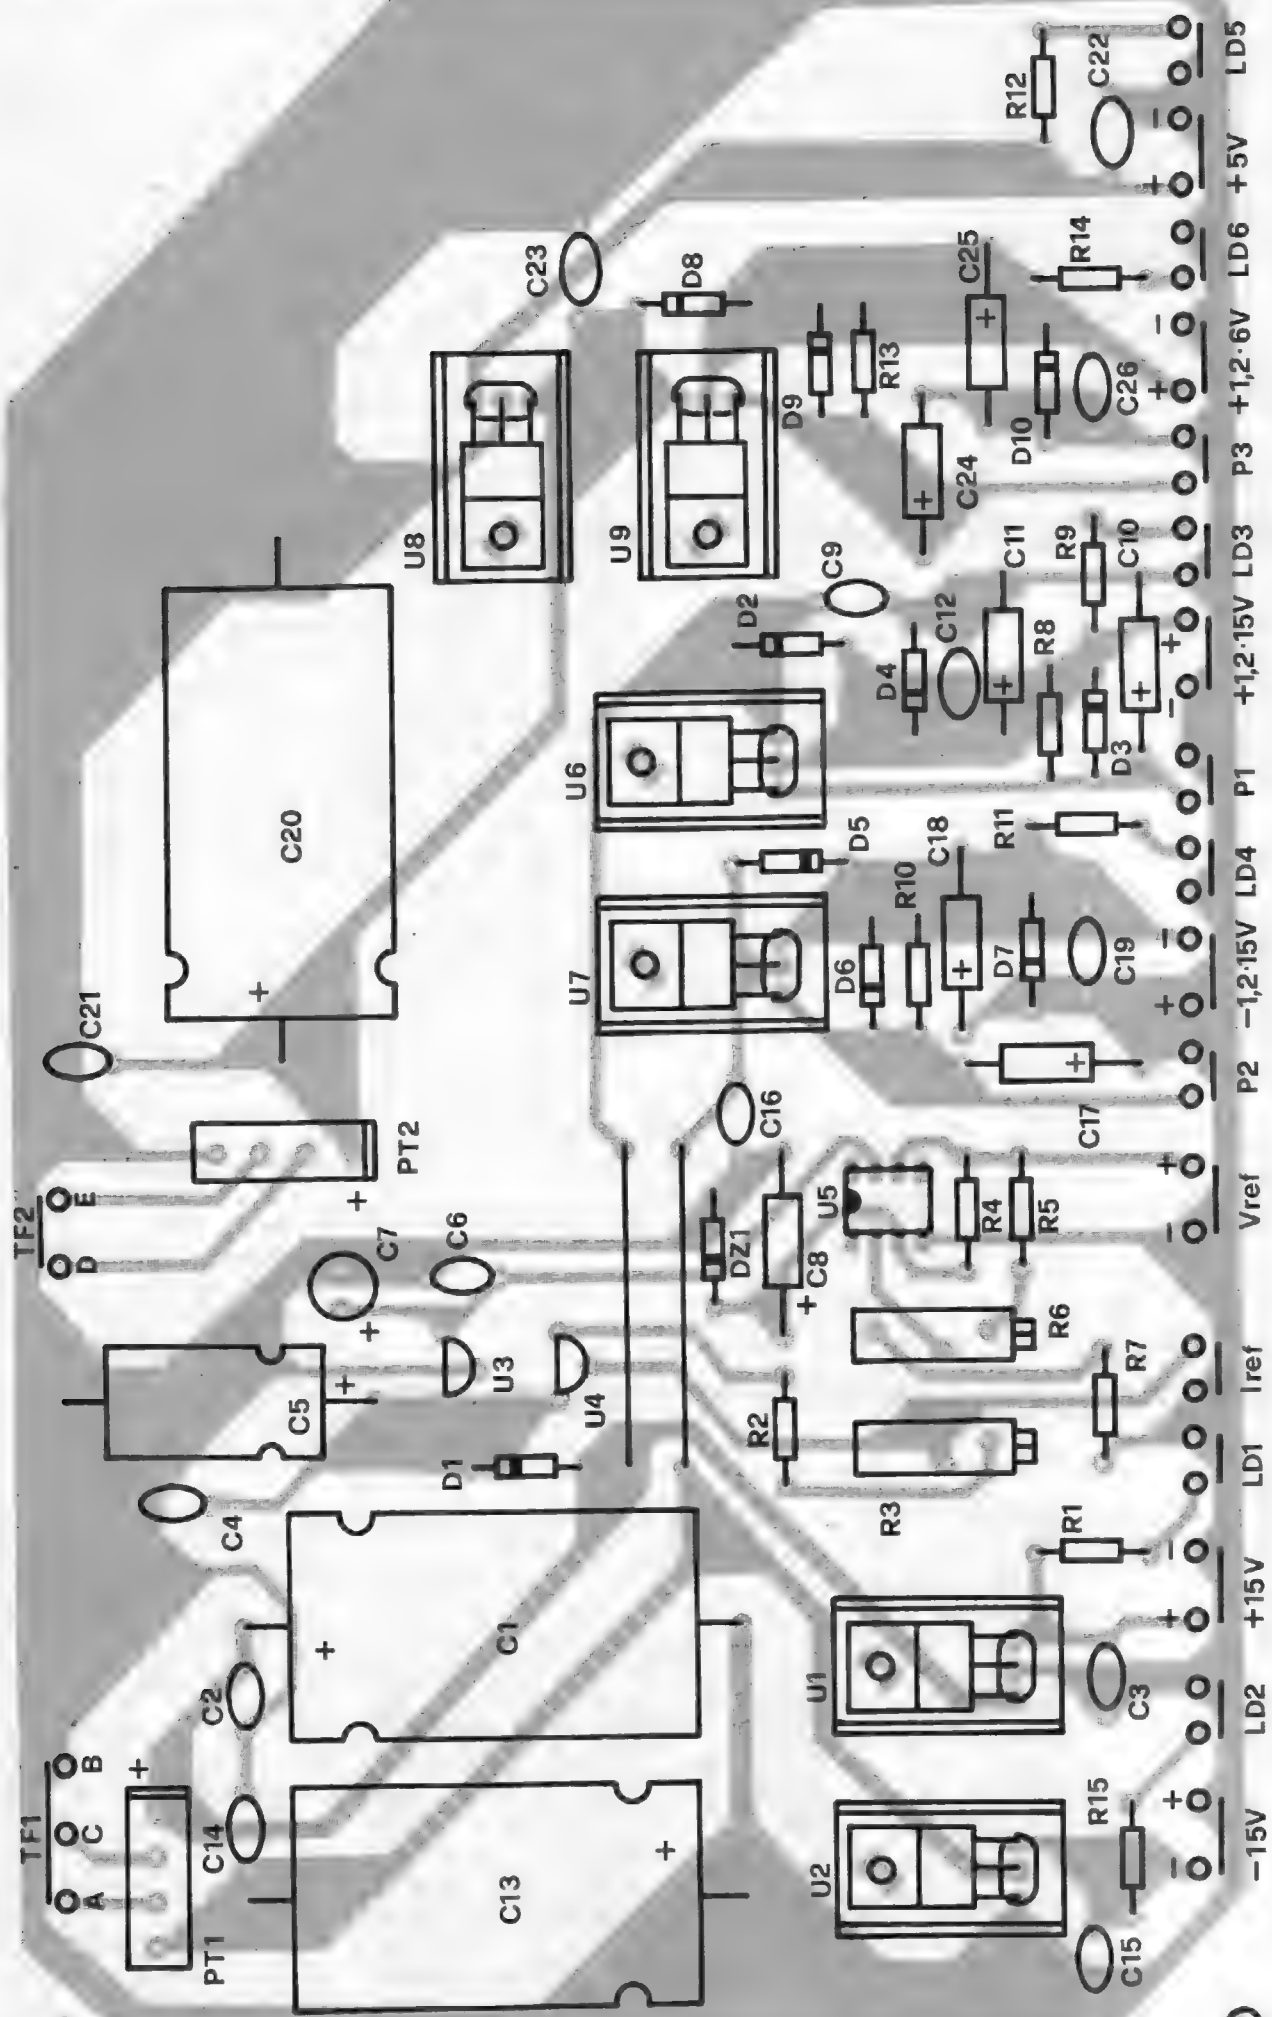 TF1
A C B
TF2
D E
+
PT1
C14
C2
C4
C21
+
C5
+
+
+
C7
PT2
C20
C6
D1
U3
U8
C13
C1
U4
C23
U7
U6
U9
+
DZ1
D2
D8
R2
C16
C8
+
D5
D9
U2
U1
U5
D6
C9
R3
R10
D4
R13
C18
C12
C24
+
+
+
+
C25
R4
R5
R6
D7
R11
C11
D10
R12
R1
+
R8
R9
R14
R15
C17
C15
C3
R7
C19
D3
C10
+
C26
C22
− + + − − + + − − + + − + −
−15V LD2 +15V LD1 Iref Vref P2 −1,2·15V LD4 P1 +1,2·15V LD3 P3 +1,2·6V LD6 +5V LD5